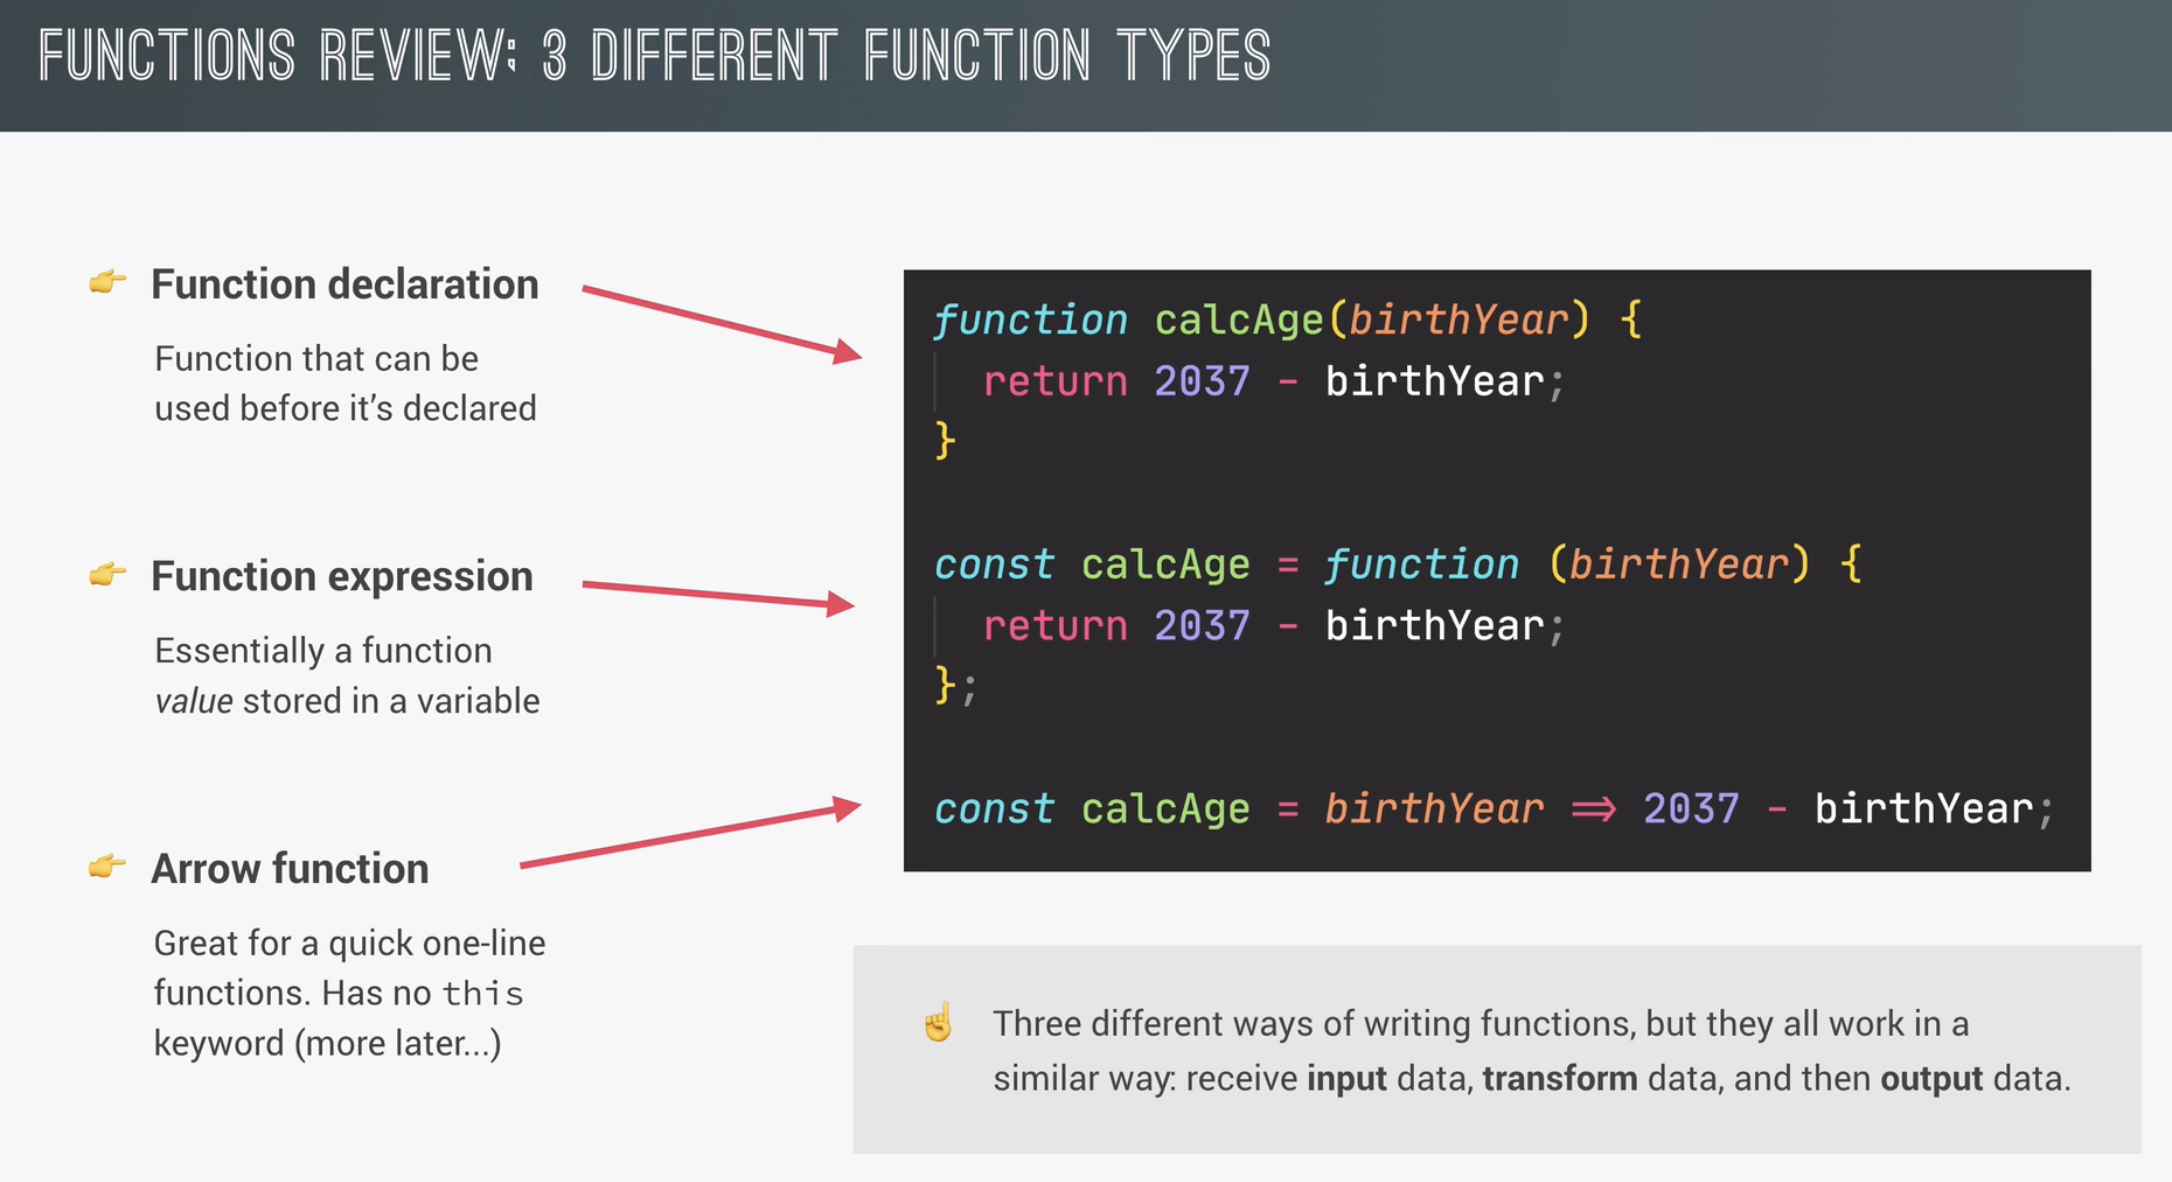 FUNCTIONS REVIEW: 3 DIFFERENT FUNCTION TYPES
👉 Function declaration
Function that can be
used before it’s declared
👉 Function expression
Essentially a function
value stored in a variable
👉 Arrow function
Great for a quick one-line
functions. Has no this
keyword (more later...)
function calcAge(birthYear) {
  return 2037 - birthYear;
}
const calcAge = function (birthYear) {
  return 2037 - birthYear;
};
const calcAge = birthYear => 2037 - birthYear;
☝️ Three different ways of writing functions, but they all work in a
similar way: receive input data, transform data, and then output data.